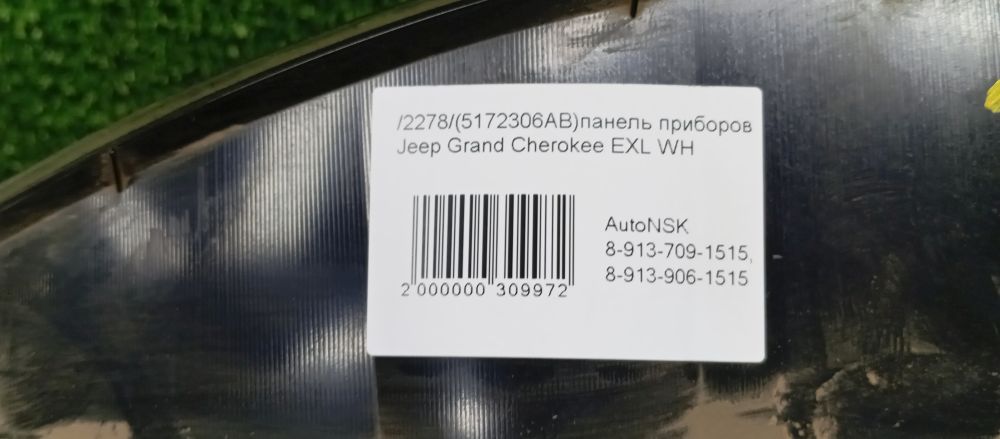 /2278/(5172306AB)панель приборов
Jeep Grand Cherokee EXL WH
AutoNSK
8-913-709-1515,
8-913-906-1515
2 000000 309972